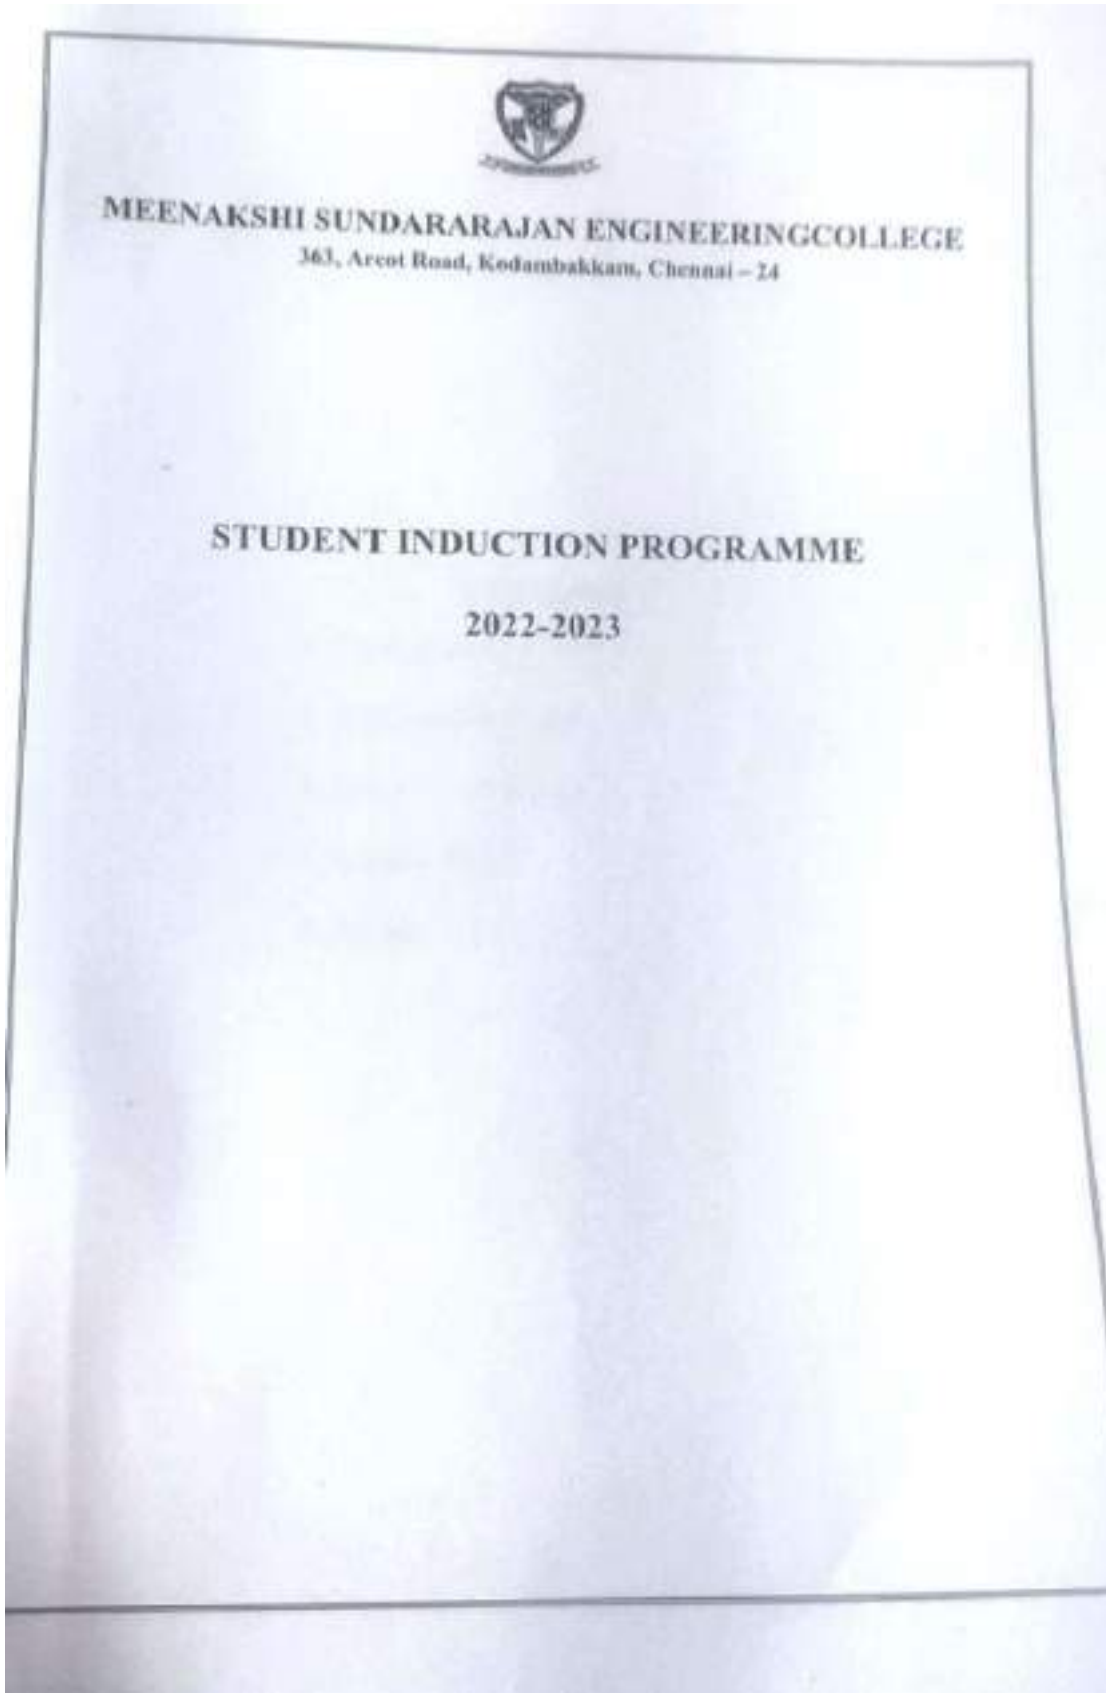 MEENAKSHI SUNDARARAJAN ENGINEERINGCOLLEGE
363, Arcot Road, Kodambakkam, Chennai – 24
STUDENT INDUCTION PROGRAMME
2022-2023